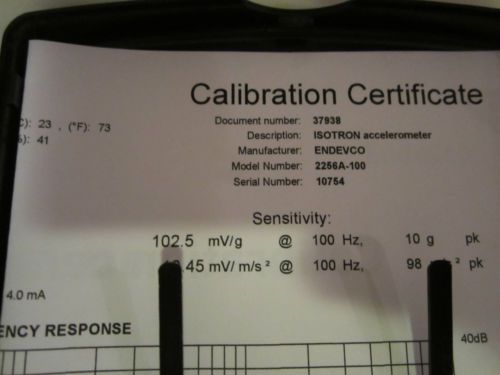 Calibration Certificate
C): 23 , (°F): 73
%): 41
Document number: 37938
Description: ISOTRON accelerometer
Manufacturer: ENDEVCO
Model Number: 2256A-100
Serial Number: 10754
Sensitivity:
102.5 mV/g @ 100 Hz, 10 g pk
.45 mV/ m/s ² @ 100 Hz, 98 ² pk
4.0 mA
ENCY RESPONSE
40dB